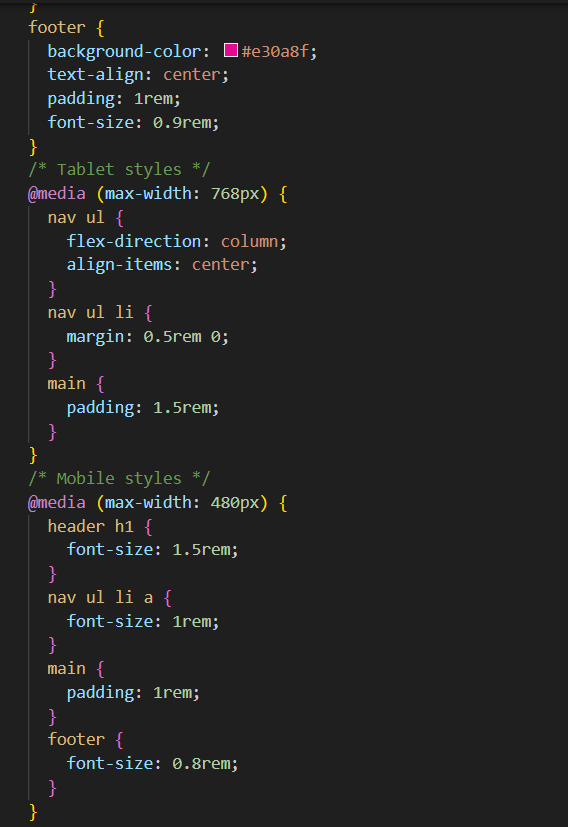 }
footer {
background-color: #e30a8f;
text-align: center;
padding: 1rem;
font-size: 0.9rem;
}
/* Tablet styles */
@media (max-width: 768px) {
nav ul {
flex-direction: column;
align-items: center;
}
nav ul li {
margin: 0.5rem 0;
}
main {
padding: 1.5rem;
}
}
/* Mobile styles */
@media (max-width: 480px) {
header h1 {
font-size: 1.5rem;
}
nav ul li a {
font-size: 1rem;
}
main {
padding: 1rem;
}
footer {
font-size: 0.8rem;
}
}